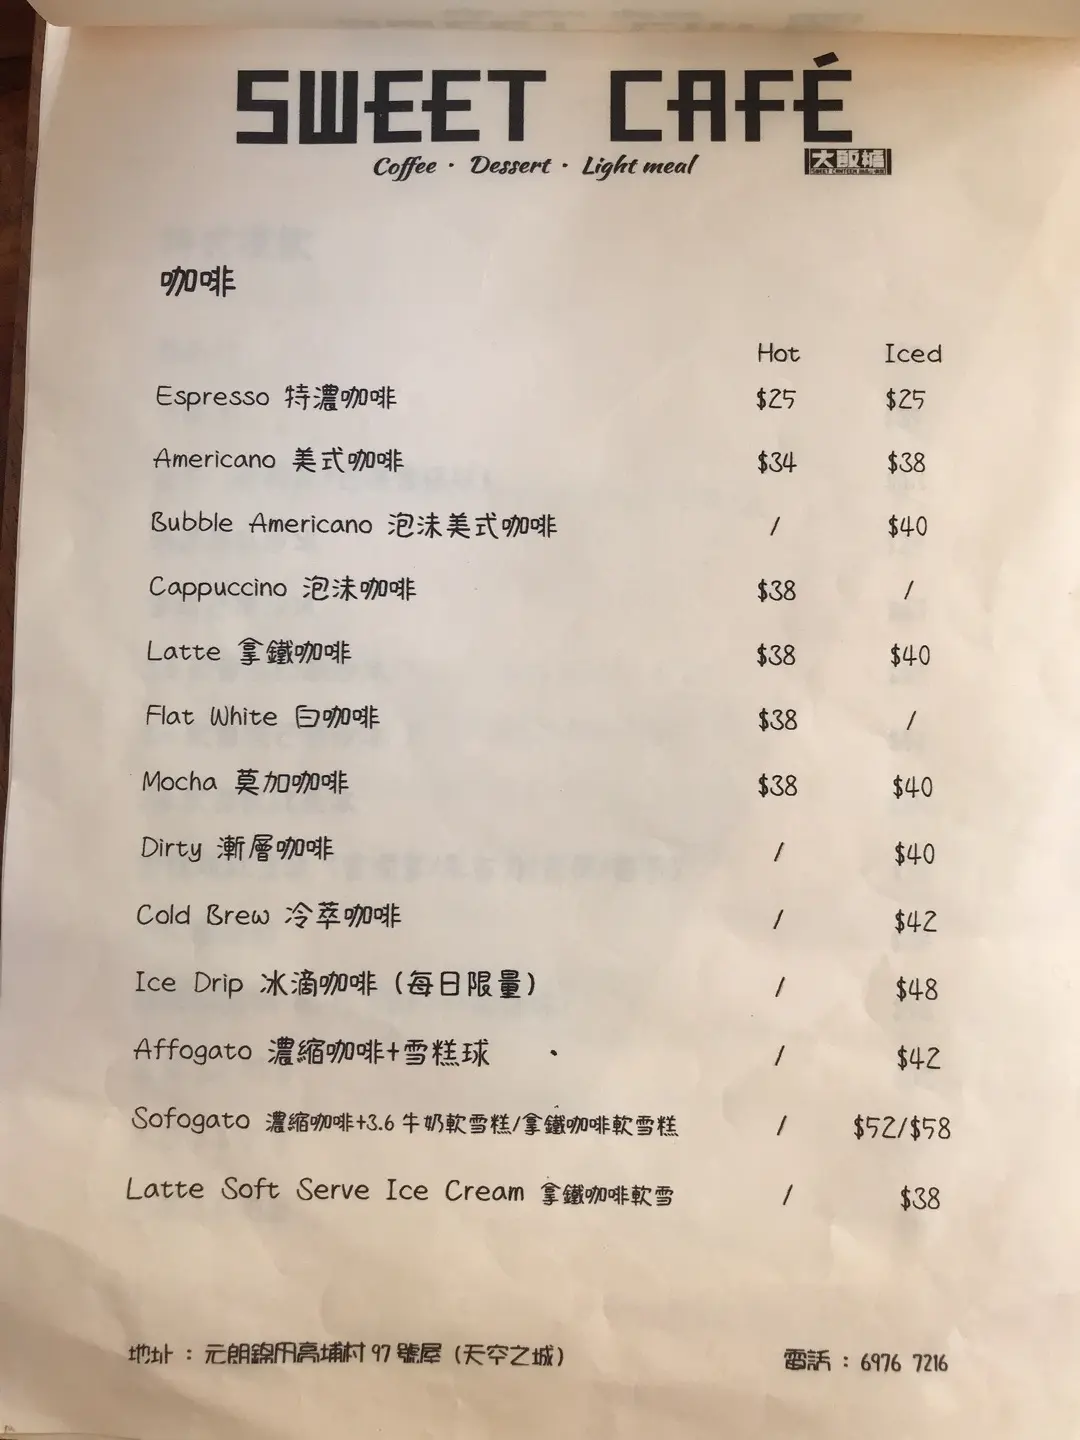 SWEET CAFÉ
Coffee · Dessert · Light meal
大飯糖
咖啡
Hot Iced
Espresso 特濃咖啡 $25 $25
Americano 美式咖啡 $34 $38
Bubble Americano 泡沫美式咖啡 / $40
Cappuccino 泡沫咖啡 $38 /
Latte 拿鐵咖啡 $38 $40
Flat White 白咖啡 $38 /
Mocha 莫加咖啡 $38 $40
Dirty 漸層咖啡 / $40
Cold Brew 冷萃咖啡 / $42
Ice Drip 冰滴咖啡 (每日限量) / $48
Affogato 濃縮咖啡+雪糕球 / $42
Sofogato 濃縮咖啡+3.6 牛奶軟雪糕/拿鐵咖啡軟雪糕 / $52/$58
Latte Soft Serve Ice Cream 拿鐵咖啡軟雪 / $38
地址 : 元朗錦田高埔村 97 號屋 (天空之城)
電話 : 6976 7216